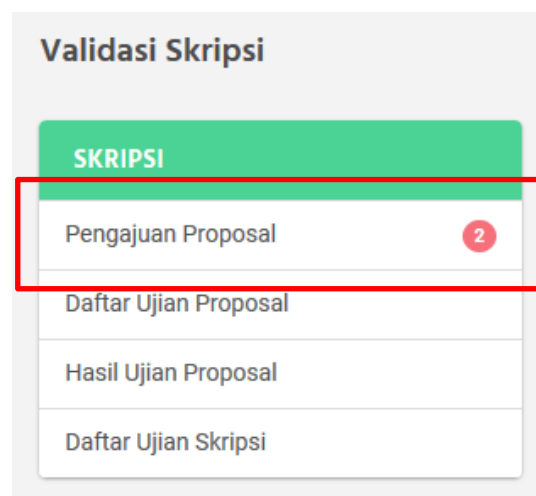 Validasi Skripsi
SKRIPSI
Pengajuan Proposal 2
Daftar Ujian Proposal
Hasil Ujian Proposal
Daftar Ujian Skripsi